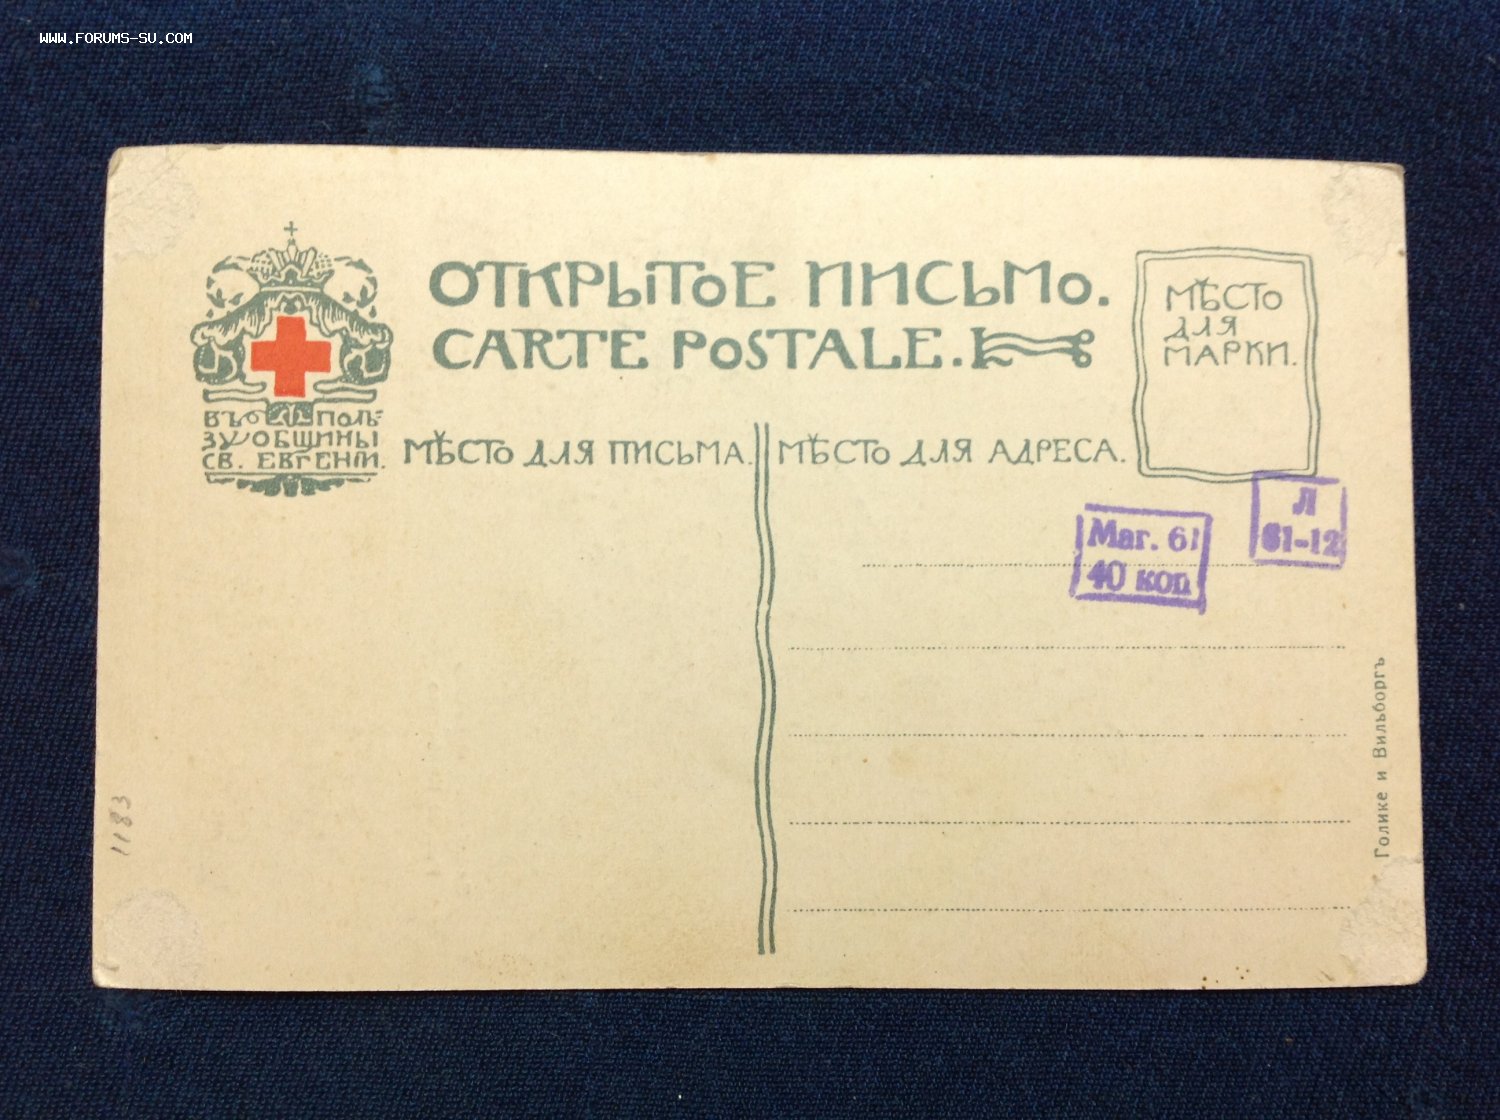 WWW.FORUMS-SU.COM
ОТКРЫТОЕ ПИСЬМО.
CARTE POSTALE.
МѢСТО
ДЛЯ
МАРКИ.
ВЪ ПОЛЬ-
ЗУ ОБЩИНЫ
СВ. ЕВГЕНІИ.
МѢСТО ДЛЯ ПИСЬМА.
МѢСТО ДЛЯ АДРЕСА.
Л
61-12
Маг. 61
40 коп
Голике и Вильборгъ
1183